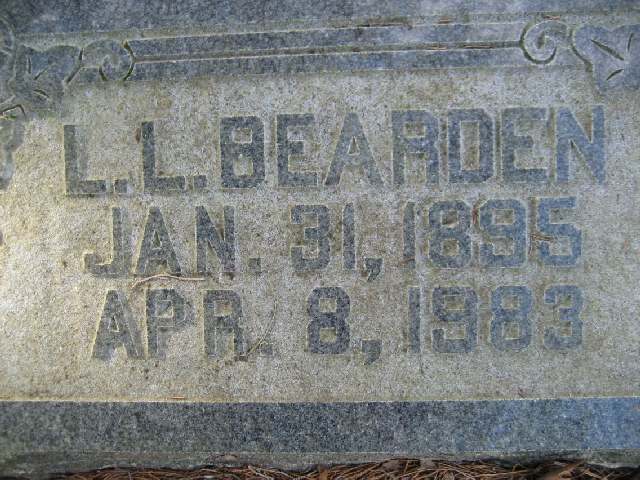 L.L. BEARDEN
JAN. 31, 1895
APR. 8, 1983